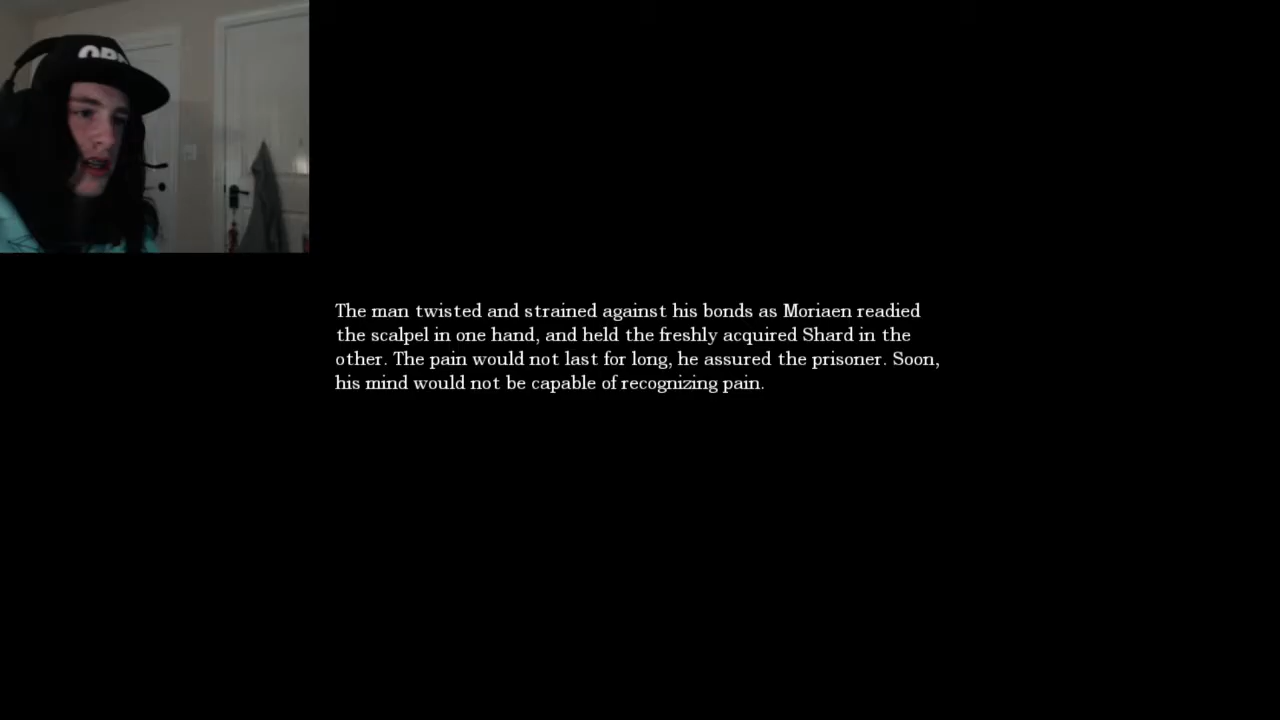 The man twisted and strained against his bonds as Moriaen readied
the scalpel in one hand, and held the freshly acquired Shard in the
other. The pain would not last for long, he assured the prisoner. Soon,
his mind would not be capable of recognizing pain.